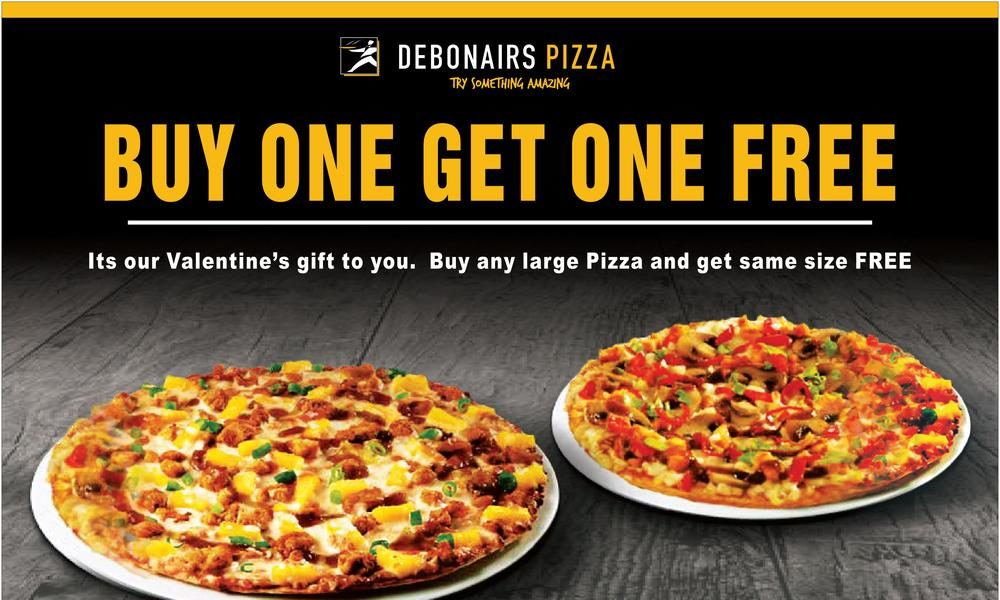 DEBONAIRS PIZZA
TRY SOMETHING AMAZING
BUY ONE GET ONE FREE
Its our Valentine's gift to you. Buy any large Pizza and get same size FREE